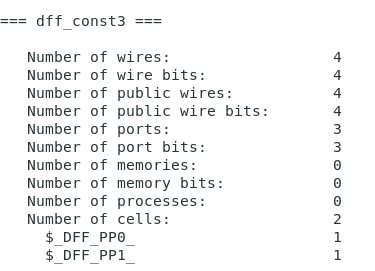 === dff_const3 ===
Number of wires: 4
Number of wire bits: 4
Number of public wires: 4
Number of public wire bits: 4
Number of ports: 3
Number of port bits: 3
Number of memories: 0
Number of memory bits: 0
Number of processes: 0
Number of cells: 2
$_DFF_PP0_ 1
$_DFF_PP1_ 1